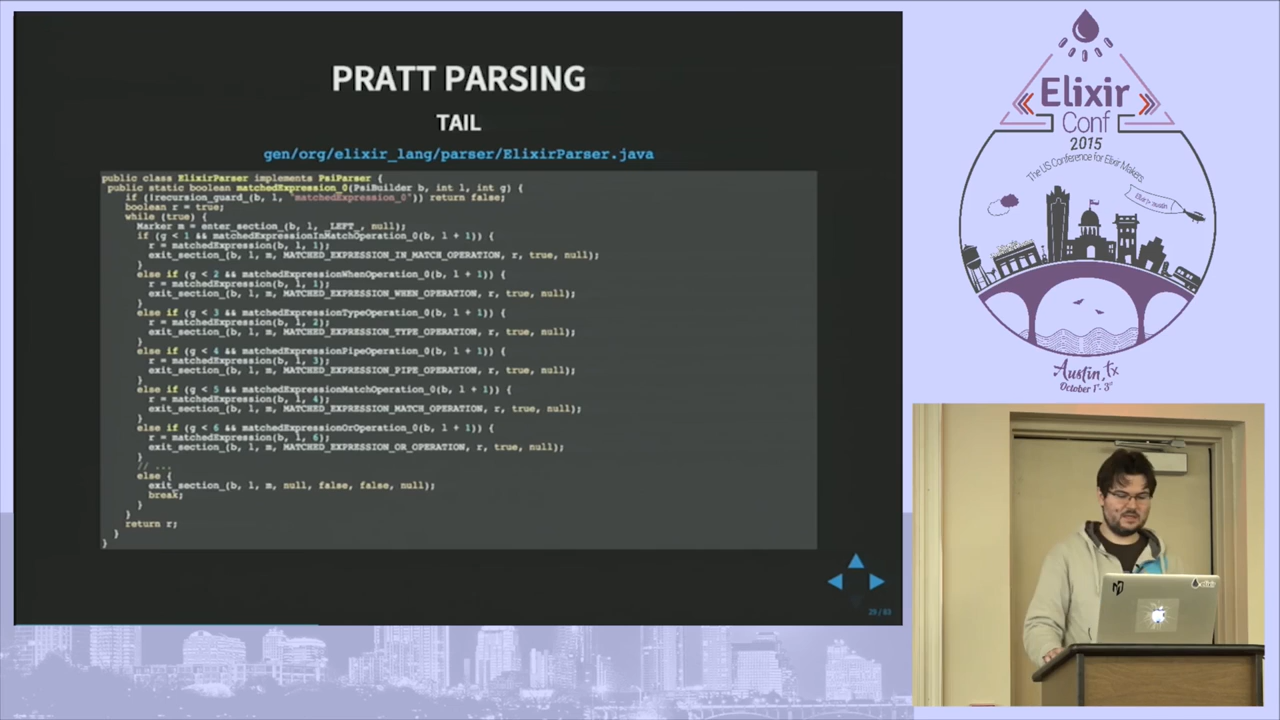 PRATT PARSING
TAIL
gen/org/elixir_lang/parser/ElixirParser.java
public class ElixirParser implements PsiParser {
public static boolean matchedExpression_0(PsiBuilder b, int l, int g) {
if (!recursion_guard_(b, l, "matchedExpression_0")) return false;
boolean r = true;
while (true) {
Marker m = enter_section_(b, l, _LEFT_, null);
if (g < 1 && matchedExpressionInMatchOperation_0(b, l + 1)) {
r = matchedExpression(b, l, 1);
exit_section_(b, l, m, MATCHED_EXPRESSION_IN_MATCH_OPERATION, r, true, null);
}
else if (g < 2 && matchedExpressionWhenOperation_0(b, l + 1)) {
r = matchedExpression(b, l, 1);
exit_section_(b, l, m, MATCHED_EXPRESSION_WHEN_OPERATION, r, true, null);
}
else if (g < 3 && matchedExpressionTypeOperation_0(b, l + 1)) {
r = matchedExpression(b, l, 2);
exit_section_(b, l, m, MATCHED_EXPRESSION_TYPE_OPERATION, r, true, null);
}
else if (g < 4 && matchedExpressionPipeOperation_0(b, l + 1)) {
r = matchedExpression(b, l, 3);
exit_section_(b, l, m, MATCHED_EXPRESSION_PIPE_OPERATION, r, true, null);
}
else if (g < 5 && matchedExpressionMatchOperation_0(b, l + 1)) {
r = matchedExpression(b, l, 4);
exit_section_(b, l, m, MATCHED_EXPRESSION_MATCH_OPERATION, r, true, null);
}
else if (g < 6 && matchedExpressionOrOperation_0(b, l + 1)) {
r = matchedExpression(b, l, 6);
exit_section_(b, l, m, MATCHED_EXPRESSION_OR_OPERATION, r, true, null);
}
// ...
else {
exit_section_(b, l, m, null, false, false, null);
break;
}
}
return r;
}
}
29 / 63
Elixir
Conf
2015
The US Conference for Elixir Makers
Austin, Tx
October 1st - 3rd